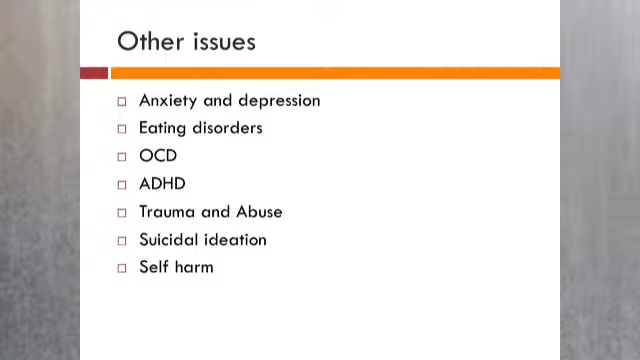 Other issues
Anxiety and depression
Eating disorders
OCD
ADHD
Trauma and Abuse
Suicidal ideation
Self harm